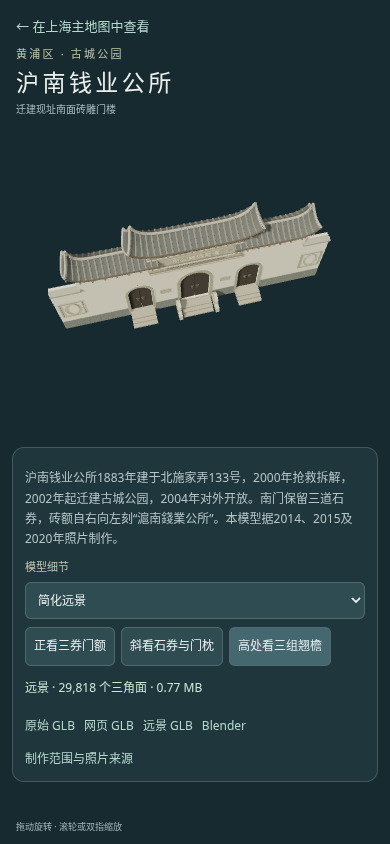 ← 在上海主地图中查看
黄浦区 · 古城公园
沪南钱业公所
迁建现址南面砖雕门楼
沪南钱业公所1883年建于北施家弄133号，2000年抢救拆解，
2002年起迁建古城公园，2004年对外开放。南门保留三道石
券，砖额自右向左刻“滬南錢業公所”。本模型据2014、2015及
2020年照片制作。
模型细节
简化远景
正看三券门额 斜看石券与门枕 高处看三组翘檐
远景 · 29,818 个三角面 · 0.77 MB
原始 GLB 网页 GLB 远景 GLB Blender
制作范围与照片来源
拖动旋转 · 滚轮或双指缩放